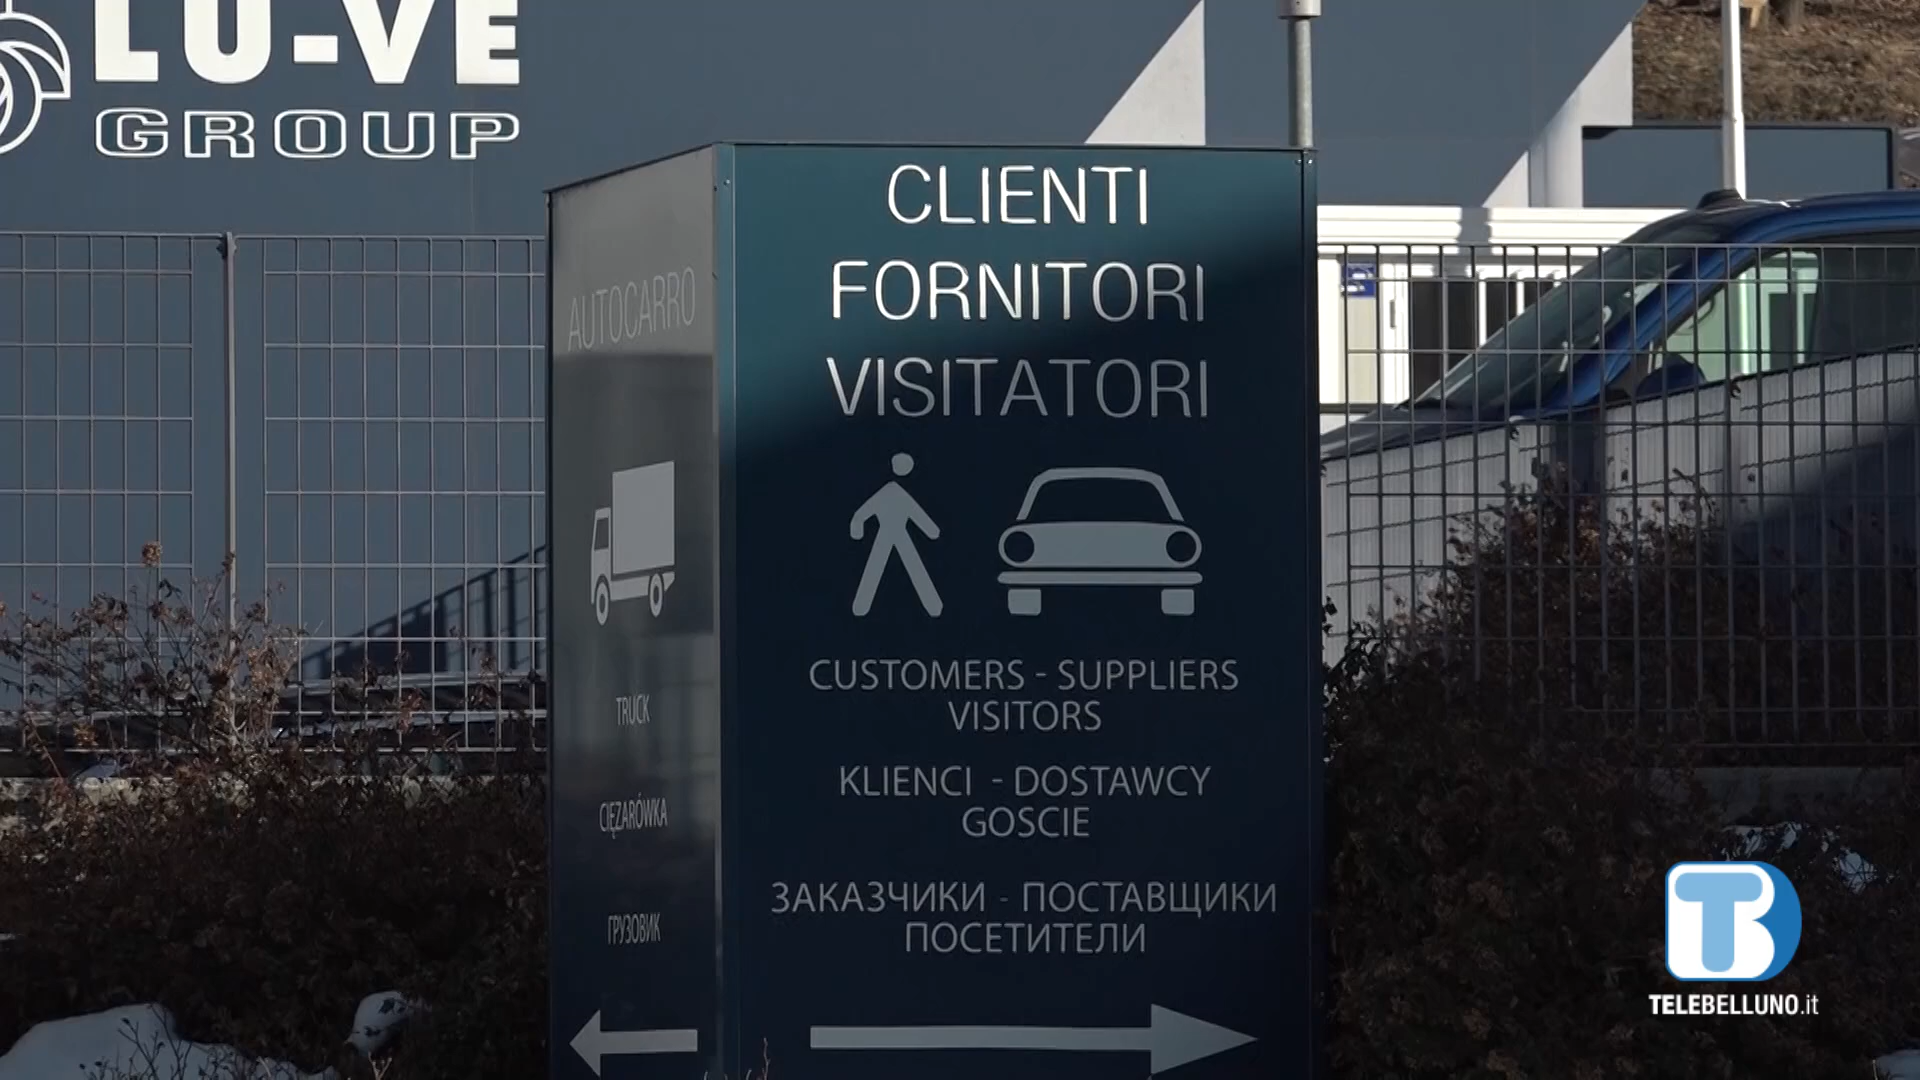 LU-VE
GROUP
AUTOCARRO
TRUCK
CIĘŻARÓWKA
ГРУЗОВИК
CLIENTI
FORNITORI
VISITATORI
CUSTOMERS - SUPPLIERS
VISITORS
KLIENCI - DOSTAWCY
GOSCIE
ЗАКАЗЧИКИ - ПОСТАВЩИКИ
ПОСЕТИТЕЛИ
TB
TELEBELLUNO.it